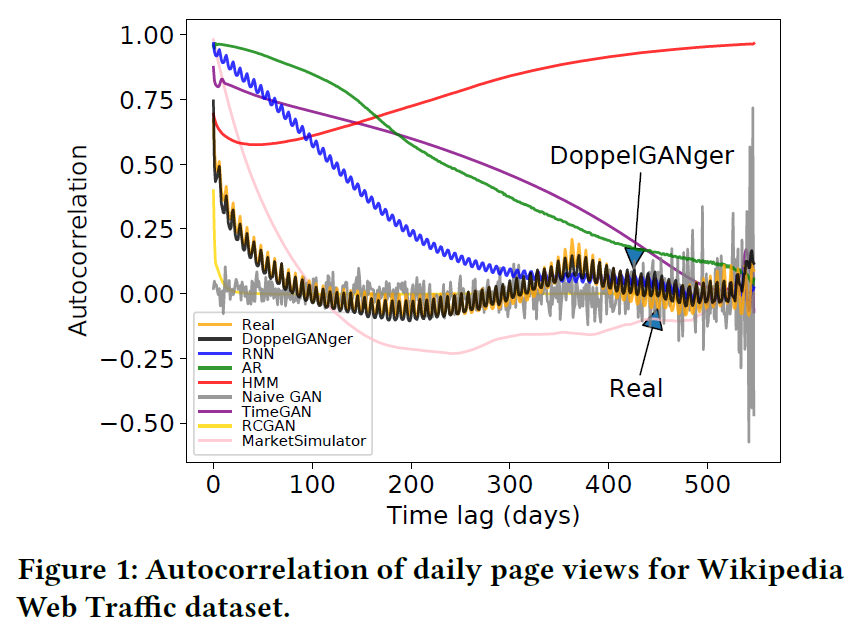 1.00
0.75
0.50
0.25
0.00
−0.25
−0.50
Autocorrelation
DoppelGANger
Real
Real
DoppelGANger
RNN
AR
HMM
Naive GAN
TimeGAN
RCGAN
MarketSimulator
0 100 200 300 400 500
Time lag (days)
Figure 1: Autocorrelation of daily page views for Wikipedia
Web Traffic dataset.